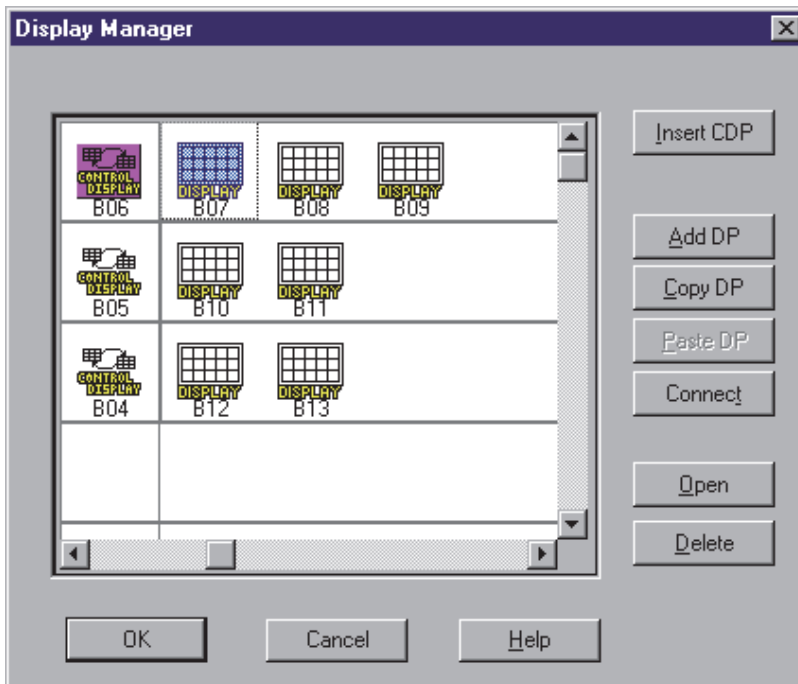 Display Manager
Insert CDP
CONTROL
DISPLAY
B06
DISPLAY
B07
DISPLAY
B08
DISPLAY
B09
Add DP
CONTROL
DISPLAY
B05
DISPLAY
B10
DISPLAY
B11
Copy DP
Paste DP
CONTROL
DISPLAY
B04
DISPLAY
B12
DISPLAY
B13
Connect
Open
Delete
OK
Cancel
Help